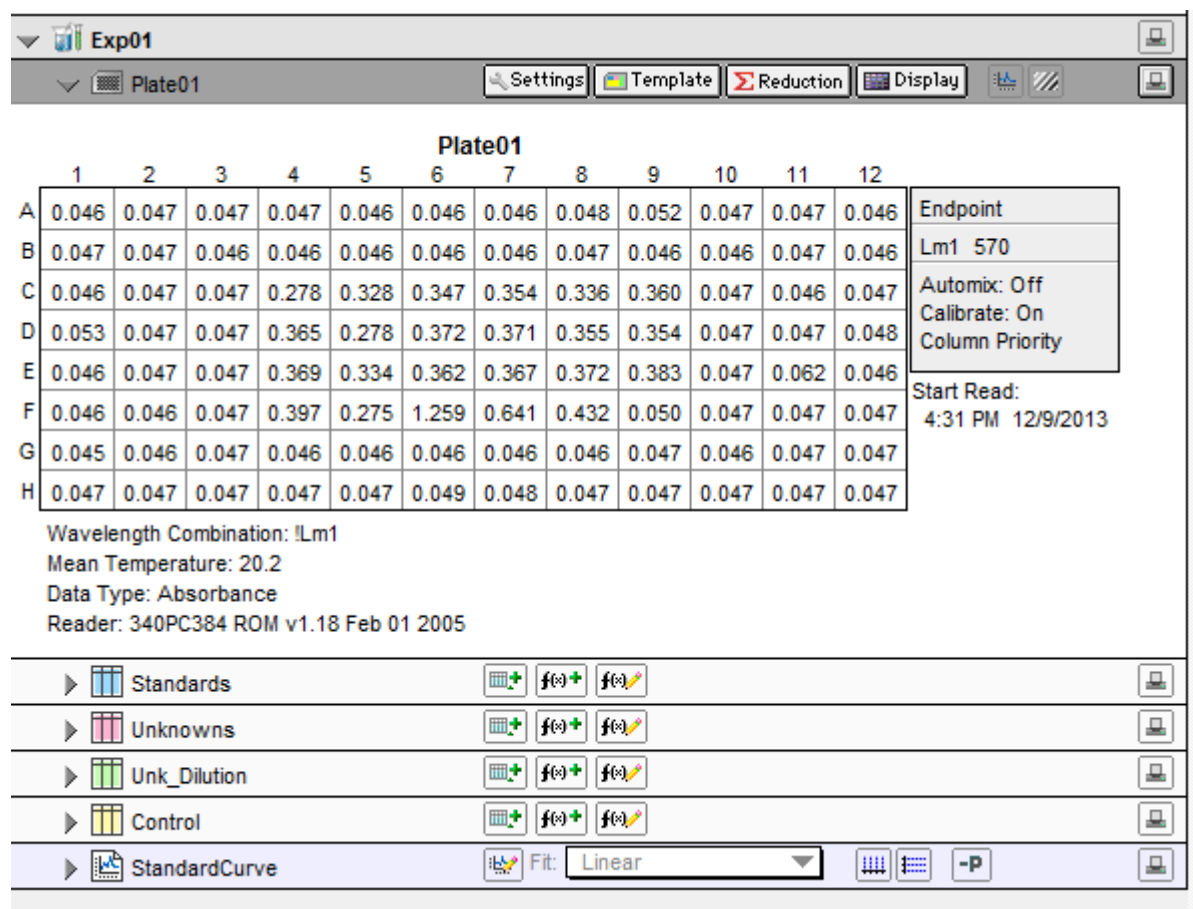 Exp01
Plate01 Settings Template Reduction Display
Plate01
1 2 3 4 5 6 7 8 9 10 11 12
A 0.046 0.047 0.047 0.047 0.046 0.046 0.046 0.048 0.052 0.047 0.047 0.046
B 0.047 0.047 0.046 0.046 0.046 0.046 0.046 0.047 0.046 0.046 0.047 0.046
C 0.046 0.047 0.047 0.278 0.328 0.347 0.354 0.336 0.360 0.047 0.046 0.047
D 0.053 0.047 0.047 0.365 0.278 0.372 0.371 0.355 0.354 0.047 0.047 0.048
E 0.046 0.047 0.047 0.369 0.334 0.362 0.367 0.372 0.383 0.047 0.062 0.046
F 0.046 0.046 0.047 0.397 0.275 1.259 0.641 0.432 0.050 0.047 0.047 0.047
G 0.045 0.046 0.047 0.046 0.046 0.046 0.046 0.046 0.047 0.046 0.047 0.047
H 0.047 0.047 0.047 0.047 0.047 0.049 0.048 0.047 0.047 0.047 0.047 0.047
Endpoint
Lm1 570
Automix: Off
Calibrate: On
Column Priority
Start Read:
4:31 PM 12/9/2013
Wavelength Combination: !Lm1
Mean Temperature: 20.2
Data Type: Absorbance
Reader: 340PC384 ROM v1.18 Feb 01 2005
Standards f(x) f(x)
Unknowns f(x) f(x)
Unk_Dilution f(x) f(x)
Control f(x) f(x)
StandardCurve Fit: Linear -P